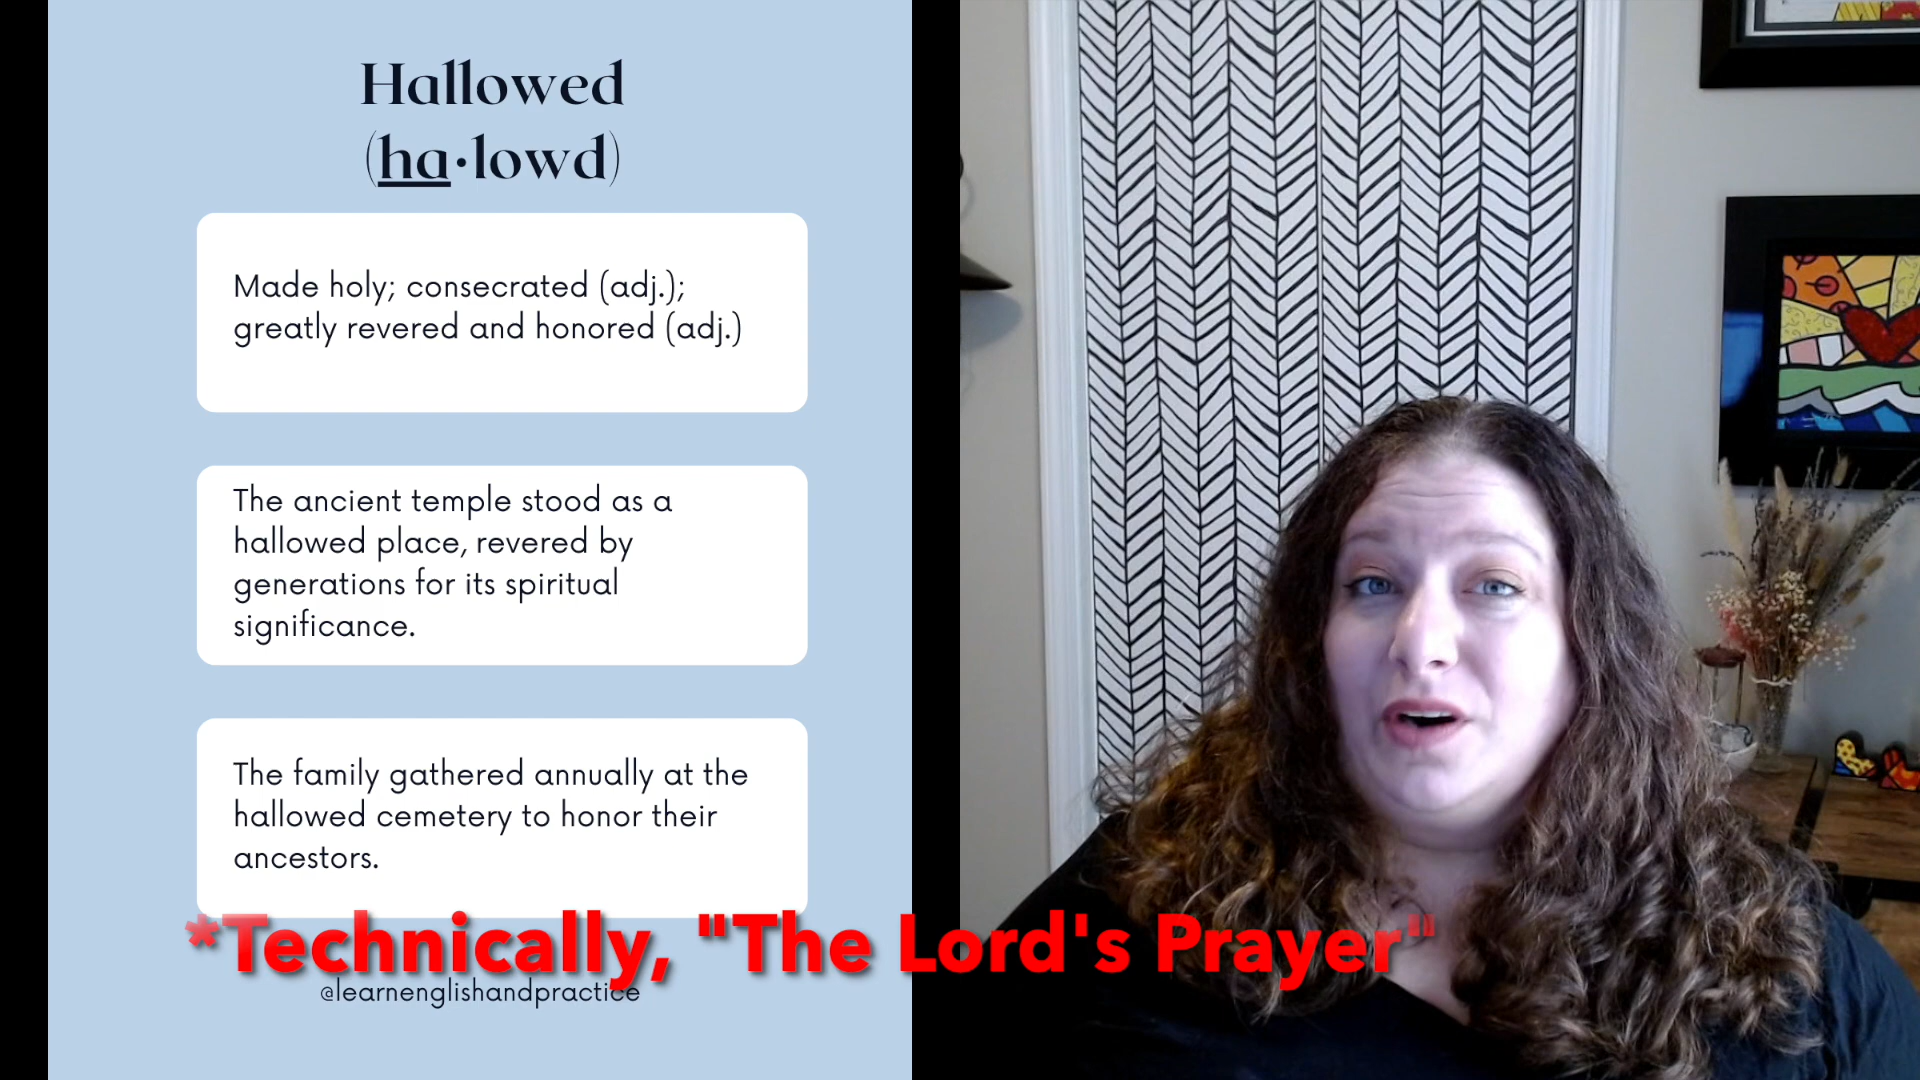 Hallowed
(ha·lowd)
Made holy; consecrated (adj.);
greatly revered and honored (adj.)
The ancient temple stood as a
hallowed place, revered by
generations for its spiritual
significance.
The family gathered annually at the
hallowed cemetery to honor their
ancestors.
*Technically, "The Lord's Prayer"
@learnenglishandpractice